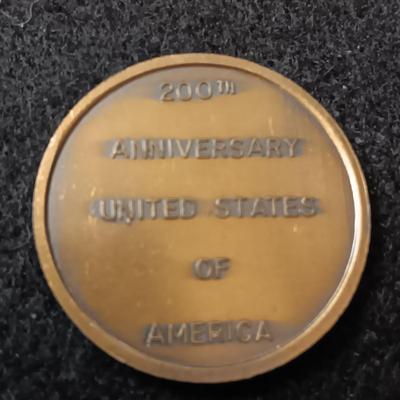 200TH
ANNIVERSARY
UNITED STATES
OF
AMERICA